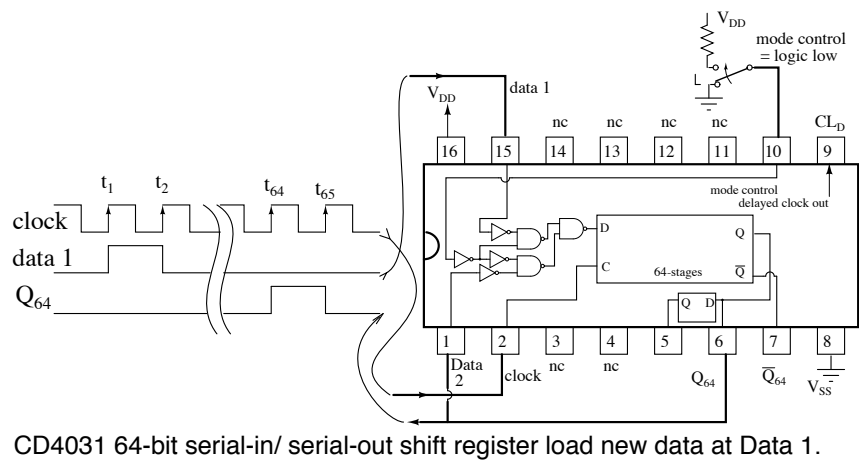 V_DD
mode control
= logic low
L
data 1
V_DD
nc
nc
nc
nc
CL_D
16
15
14
13
12
11
10
9
mode control
delayed clock out
t_1
t_2
t_64
t_65
clock
data 1
Q_64
D
C
Q
Q̅
64-stages
Q
D
1
2
3
4
5
6
7
8
Data
2
clock
nc
nc
Q_64
Q̅_64
V_SS
CD4031 64-bit serial-in/ serial-out shift register load new data at Data 1.